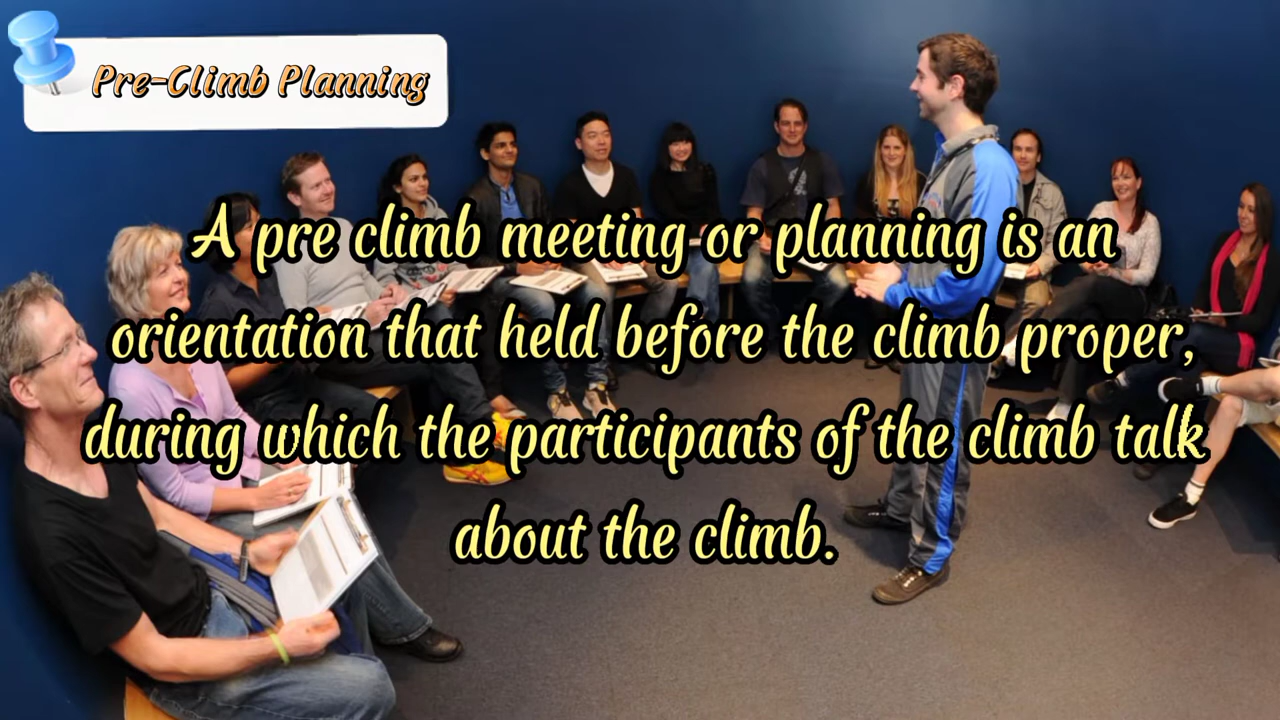 Pre-Climb Planning
A pre climb meeting or planning is an
orientation that held before the climb proper,
during which the participants of the climb talk
about the climb.